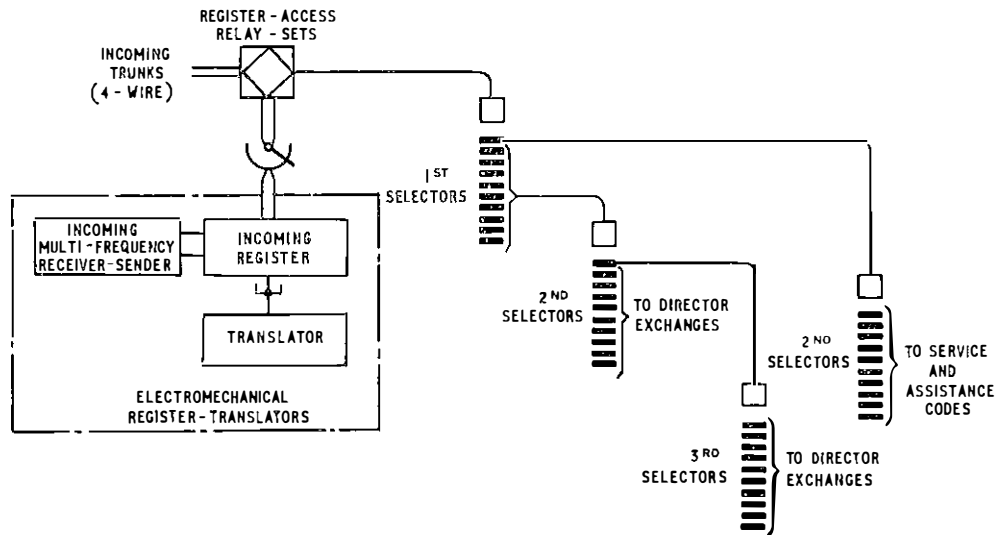 REGISTER-ACCESS
RELAY-SETS
INCOMING
TRUNKS
(4-WIRE)
1ST
SELECTORS
INCOMING
MULTI-FREQUENCY
RECEIVER-SENDER
INCOMING
REGISTER
TRANSLATOR
ELECTROMECHANICAL
REGISTER-TRANSLATORS
2ND
SELECTORS
TO DIRECTOR
EXCHANGES
2ND
SELECTORS
TO SERVICE
AND
ASSISTANCE
CODES
3RD
SELECTORS
TO DIRECTOR
EXCHANGES